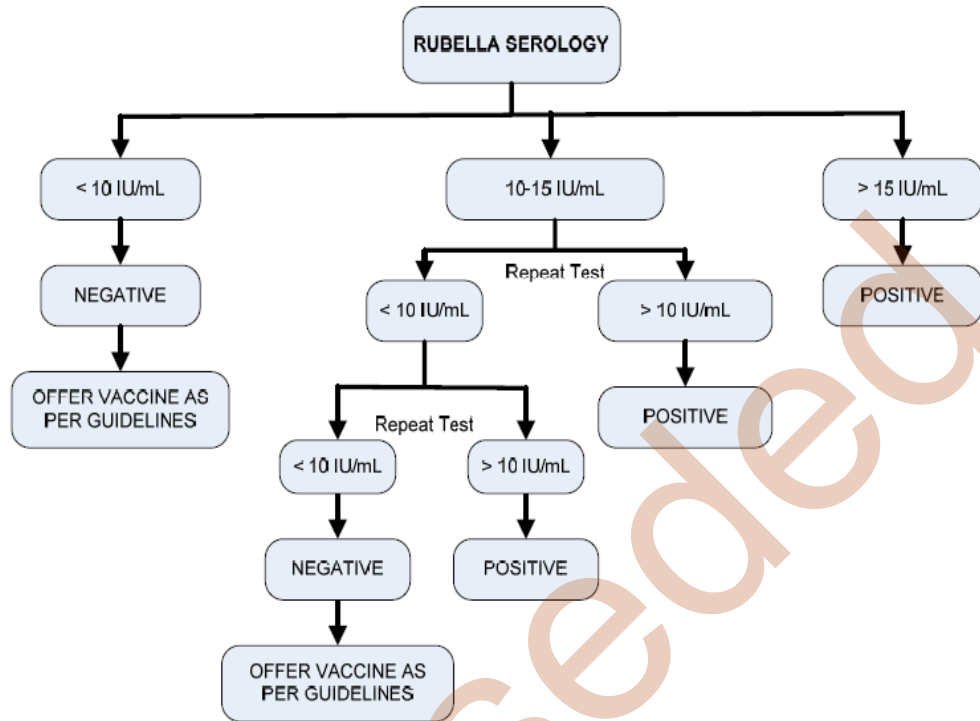 RUBELLA SEROLOGY
< 10 IU/mL
10-15 IU/mL
> 15 IU/mL
Repeat Test
NEGATIVE
< 10 IU/mL
> 10 IU/mL
POSITIVE
OFFER VACCINE AS
PER GUIDELINES
POSITIVE
Repeat Test
< 10 IU/mL
> 10 IU/mL
NEGATIVE
POSITIVE
OFFER VACCINE AS
PER GUIDELINES
seded